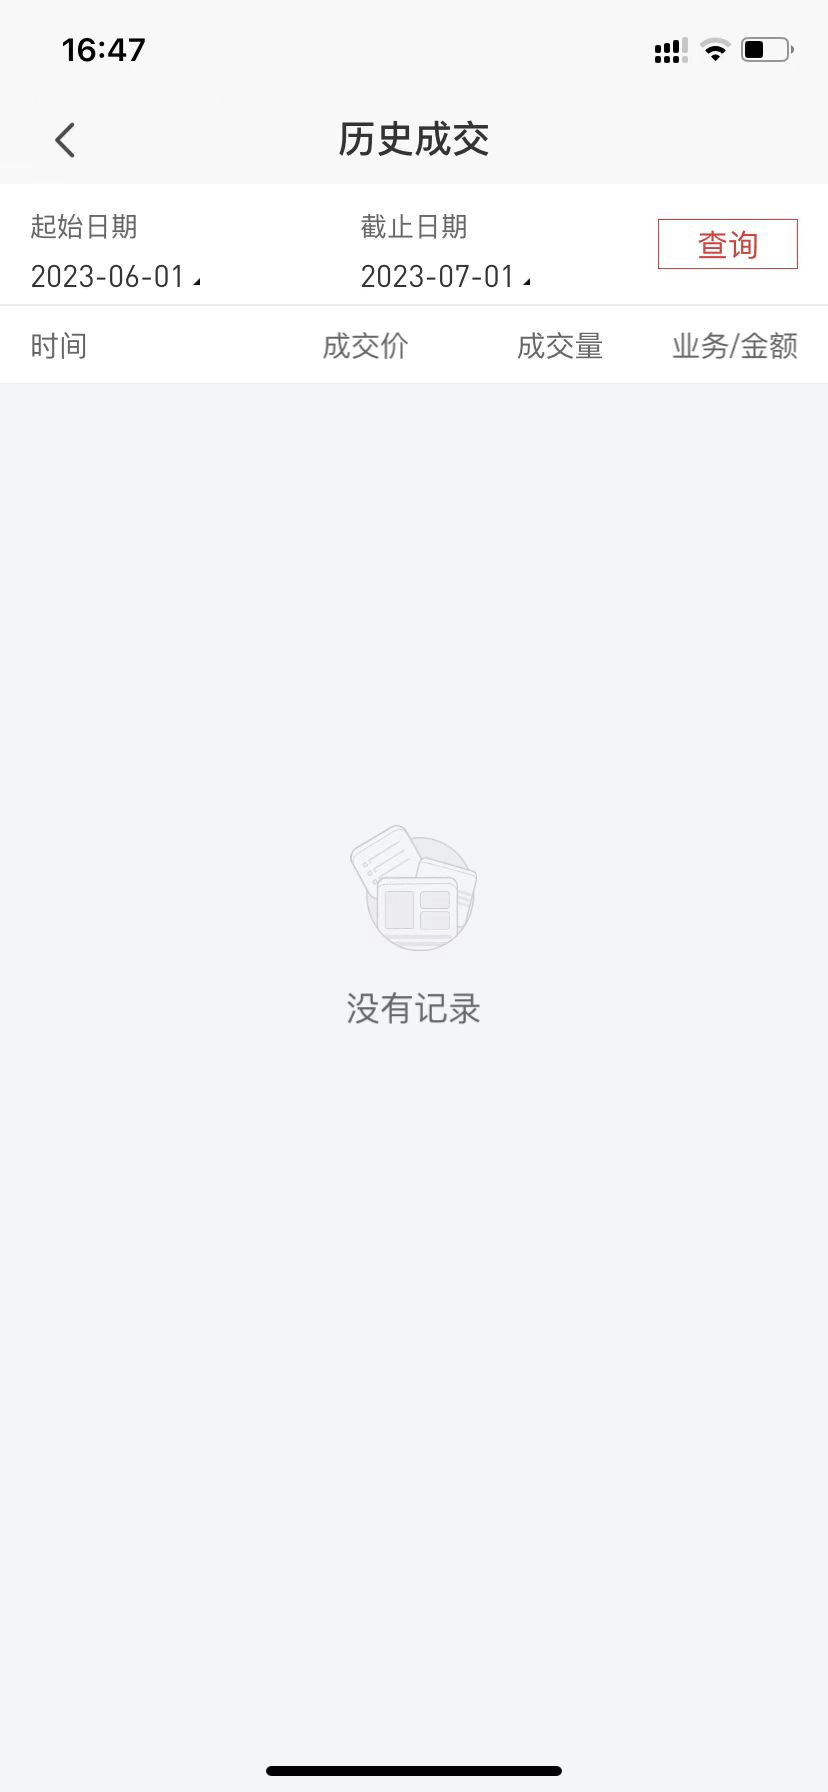 16:47
历史成交
起始日期 截止日期 查询
2023-06-01 2023-07-01
时间 成交价 成交量 业务/金额
没有记录